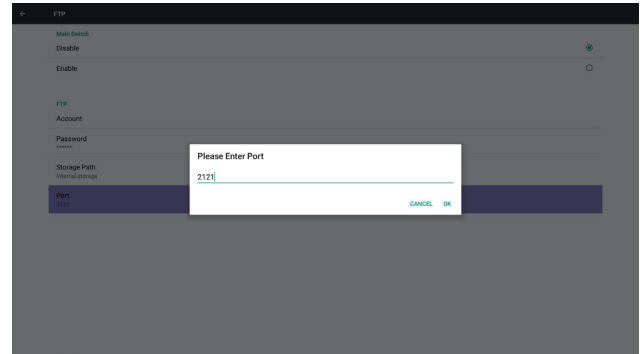 FTP
Main Switch
Disable
Enable
FTP
Account
Password
******
Storage Path
Internal storage
Port
2121
Please Enter Port
2121
CANCEL OK